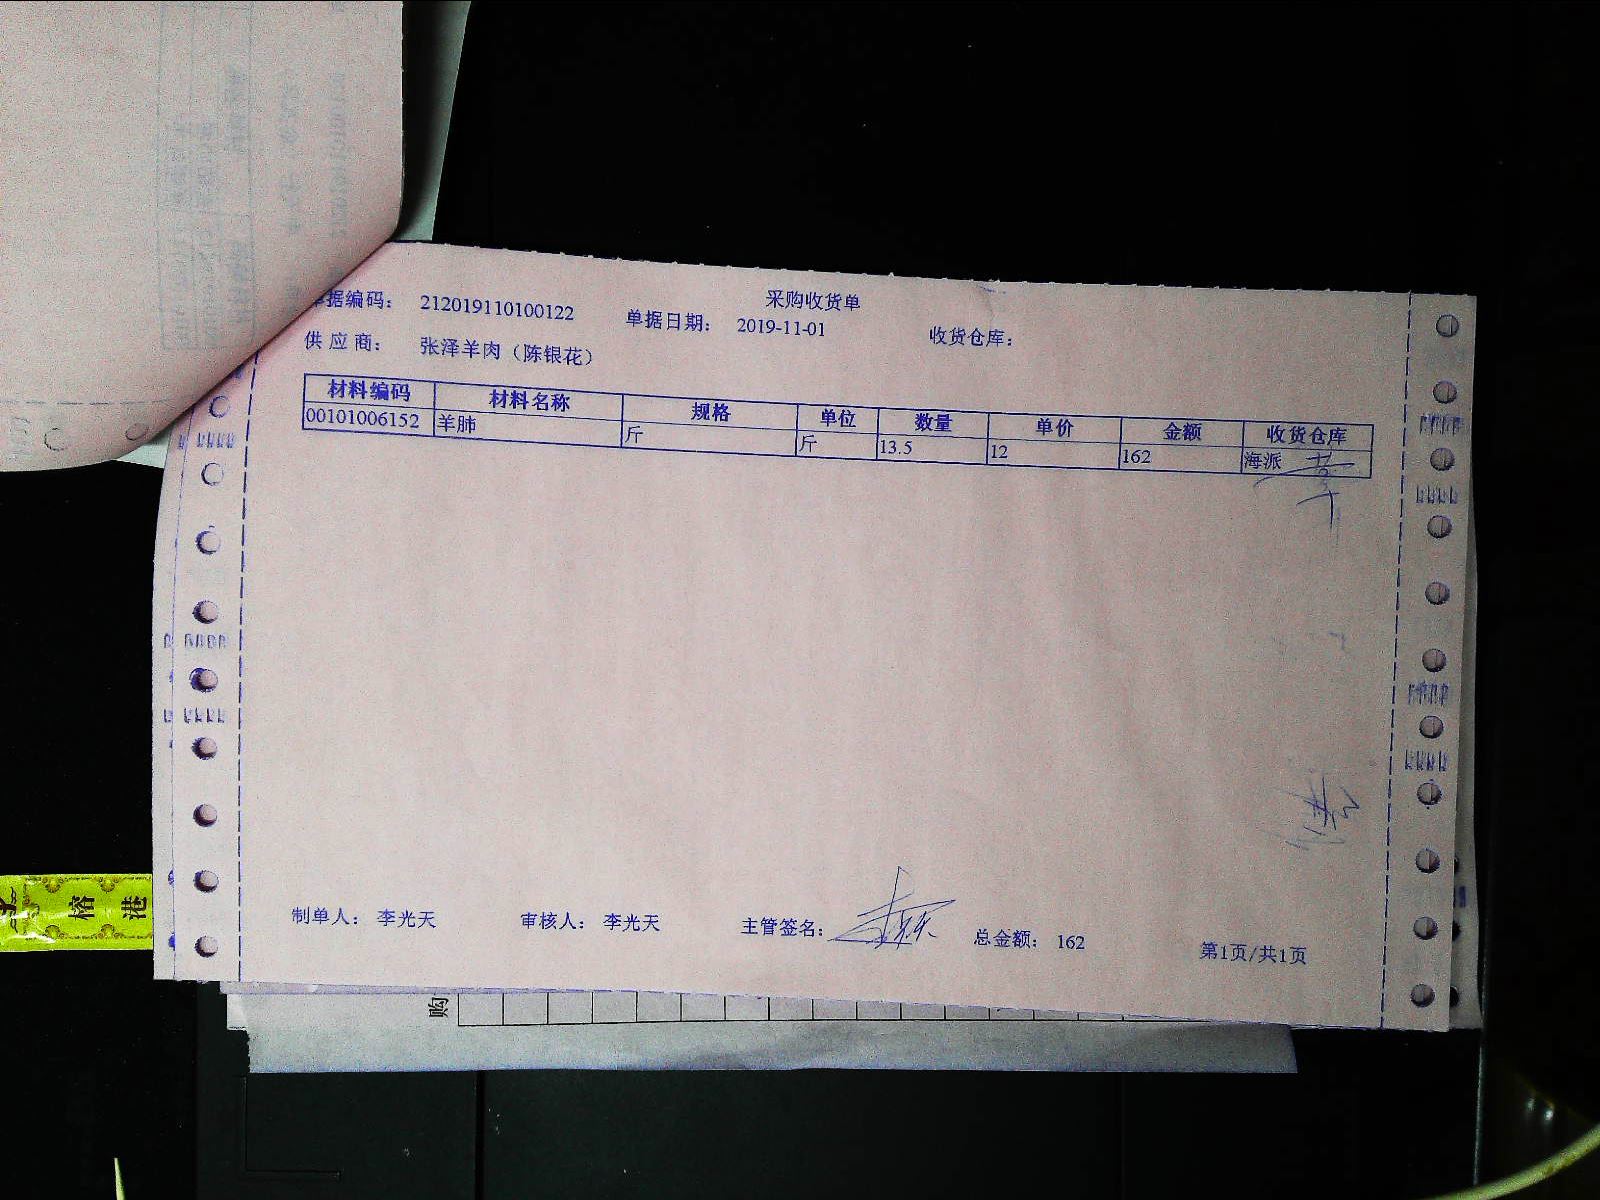 采购收货单
单据编码： 212019110100122 单据日期： 2019-11-01 收货仓库：
供 应 商： 张泽羊肉（陈银花）
材料编码 材料名称 规格 单位 数量 单价 金额 收货仓库
00101006152 羊肺 斤 斤 13.5 12 162 海派
制单人： 李光天 审核人： 李光天 主管签名： 总金额： 162 第1页/共1页
榕 港
购